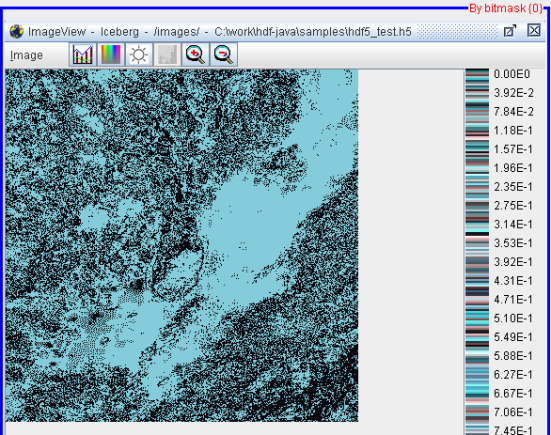 By bitmask {0}
ImageView - Iceberg - /images/ - C:\work\hdf-java\samples\hdf5_test.h5
Image
0.00E0
3.92E-2
7.84E-2
1.18E-1
1.57E-1
1.96E-1
2.35E-1
2.75E-1
3.14E-1
3.53E-1
3.92E-1
4.31E-1
4.71E-1
5.10E-1
5.49E-1
5.88E-1
6.27E-1
6.67E-1
7.06E-1
7.45E-1